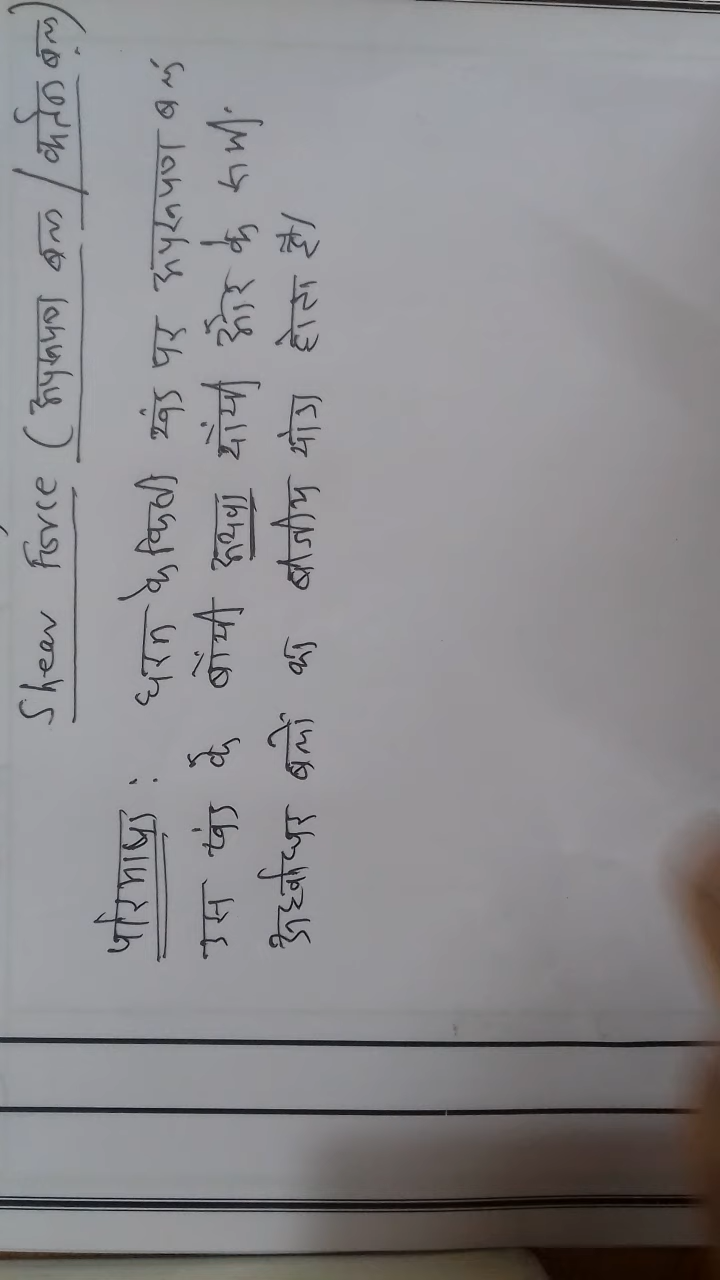 Shear Force (अपरूपण बल / कर्तन बल)
परिभाषा : धरन के किसी खंड पर अपरूपण बल
उस खंड के बाँयी अथवा दाँयी ओर के सभी
ऊर्ध्वाधर बलों का बीजीय योग होता है।